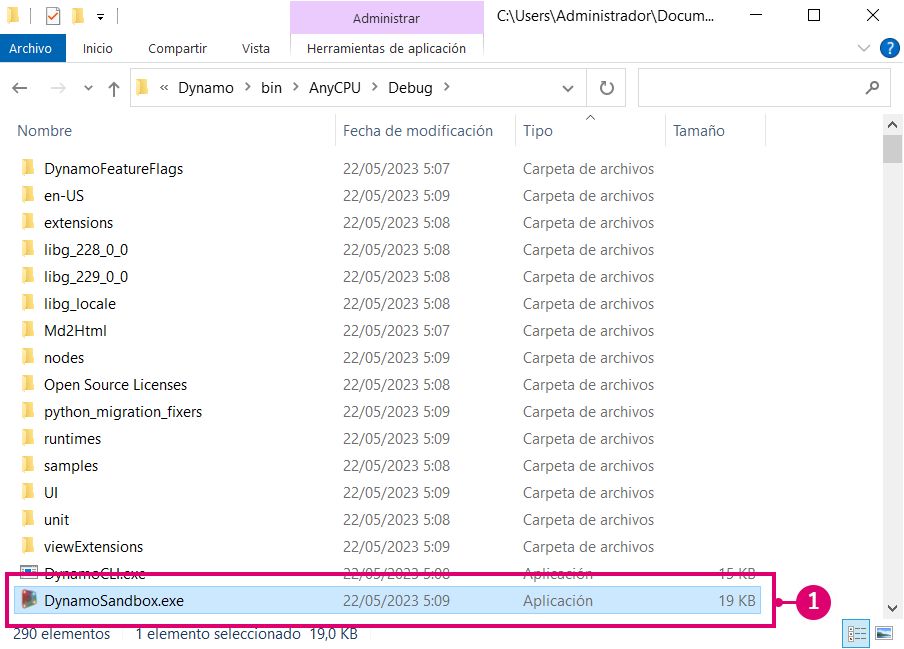 Administrar
C:\Users\Administrador\Docum...
Archivo Inicio Compartir Vista Herramientas de aplicación ?
« Dynamo > bin > AnyCPU > Debug >
Nombre Fecha de modificación Tipo Tamaño
DynamoFeatureFlags 22/05/2023 5:07 Carpeta de archivos
en-US 22/05/2023 5:09 Carpeta de archivos
extensions 22/05/2023 5:08 Carpeta de archivos
libg_228_0_0 22/05/2023 5:08 Carpeta de archivos
libg_229_0_0 22/05/2023 5:08 Carpeta de archivos
libg_locale 22/05/2023 5:08 Carpeta de archivos
Md2Html 22/05/2023 5:07 Carpeta de archivos
nodes 22/05/2023 5:09 Carpeta de archivos
Open Source Licenses 22/05/2023 5:08 Carpeta de archivos
python_migration_fixers 22/05/2023 5:09 Carpeta de archivos
runtimes 22/05/2023 5:09 Carpeta de archivos
samples 22/05/2023 5:08 Carpeta de archivos
UI 22/05/2023 5:09 Carpeta de archivos
unit 22/05/2023 5:08 Carpeta de archivos
viewExtensions 22/05/2023 5:09 Carpeta de archivos
DynamoCLI.exe 22/05/2023 5:08 Aplicación 15 KB
DynamoSandbox.exe 22/05/2023 5:09 Aplicación 19 KB
1
290 elementos 1 elemento seleccionado 19,0 KB